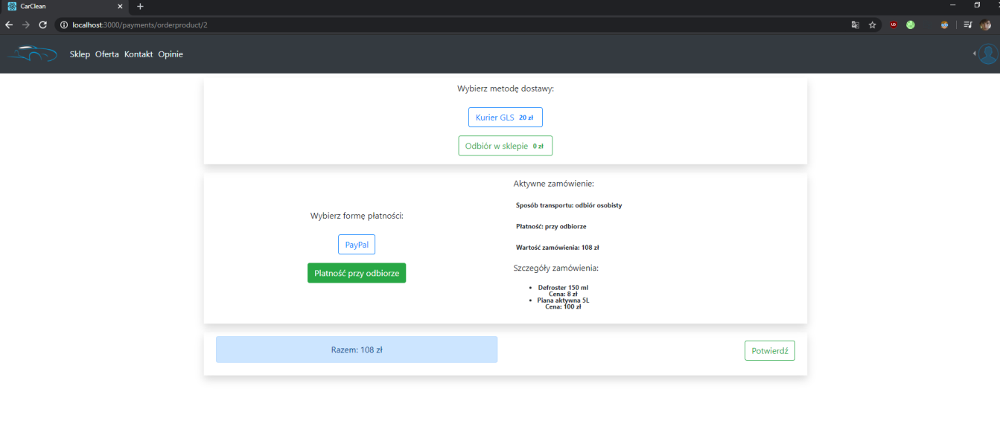 CarClean
localhost:3000/payments/orderproduct/2
Sklep Oferta Kontakt Opinie
Wybierz metodę dostawy:
Kurier GLS 20 zł
Odbiór w sklepie 0 zł
Wybierz formę płatności:
PayPal
Płatność przy odbiorze
Aktywne zamówienie:
Sposób transportu: odbiór osobisty
Płatność: przy odbiorze
Wartość zamówienia: 108 zł
Szczegóły zamówienia:
Defroster 150 ml
Cena: 8 zł
Piana aktywna 5L
Cena: 100 zł
Razem: 108 zł
Potwierdź